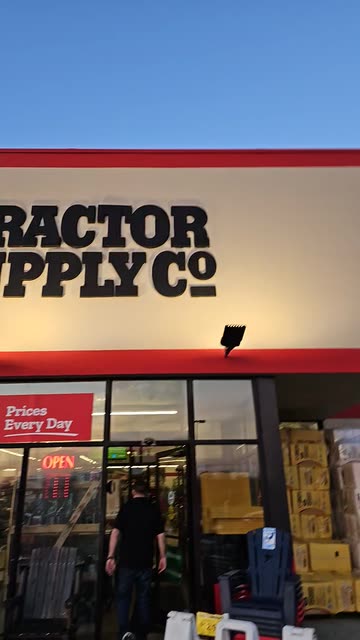 RACTOR
UPPLY CO
Prices
Every Day
OPEN